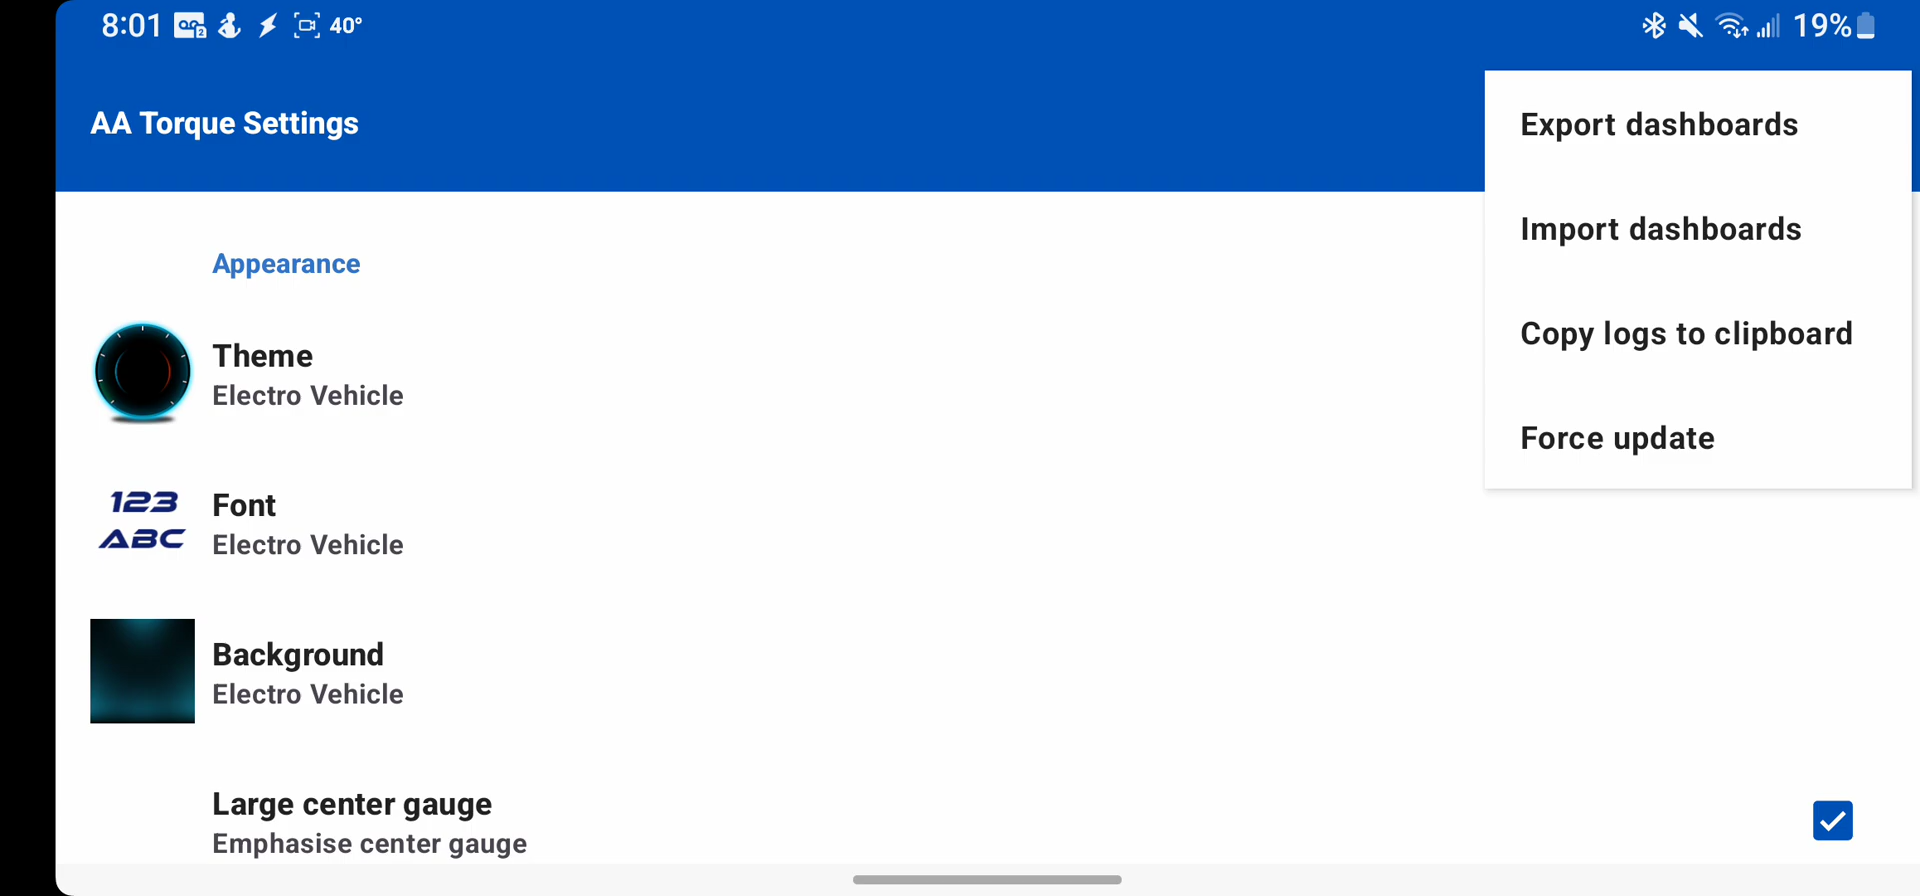 8:01 2 40° 19%
AA Torque Settings
Export dashboards
Import dashboards
Copy logs to clipboard
Force update
Appearance
Theme
Electro Vehicle
123
ABC
Font
Electro Vehicle
Background
Electro Vehicle
Large center gauge
Emphasise center gauge